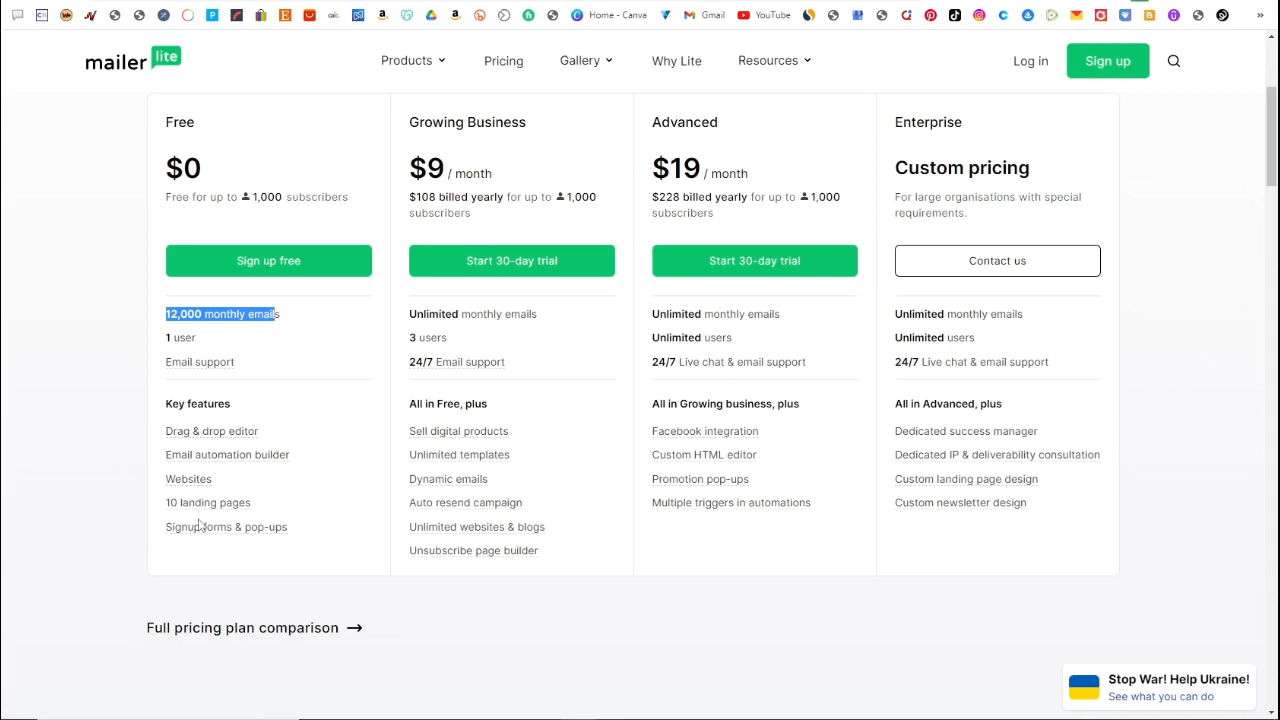 Home - Canva
Gmail
YouTube
»
mailer lite
Products
Pricing
Gallery
Why Lite
Resources
Log in
Sign up
Free
$0
Free for up to 1,000 subscribers
Sign up free
12,000 monthly emails
1 user
Email support
Key features
Drag & drop editor
Email automation builder
Websites
10 landing pages
Signup forms & pop-ups
Growing Business
$9 / month
$108 billed yearly for up to 1,000
subscribers
Start 30-day trial
Unlimited monthly emails
3 users
24/7 Email support
All in Free, plus
Sell digital products
Unlimited templates
Dynamic emails
Auto resend campaign
Unlimited websites & blogs
Unsubscribe page builder
Advanced
$19 / month
$228 billed yearly for up to 1,000
subscribers
Start 30-day trial
Unlimited monthly emails
Unlimited users
24/7 Live chat & email support
All in Growing business, plus
Facebook integration
Custom HTML editor
Promotion pop-ups
Multiple triggers in automations
Enterprise
Custom pricing
For large organisations with special
requirements.
Contact us
Unlimited monthly emails
Unlimited users
24/7 Live chat & email support
All in Advanced, plus
Dedicated success manager
Dedicated IP & deliverability consultation
Custom landing page design
Custom newsletter design
Full pricing plan comparison →
Stop War! Help Ukraine!
See what you can do